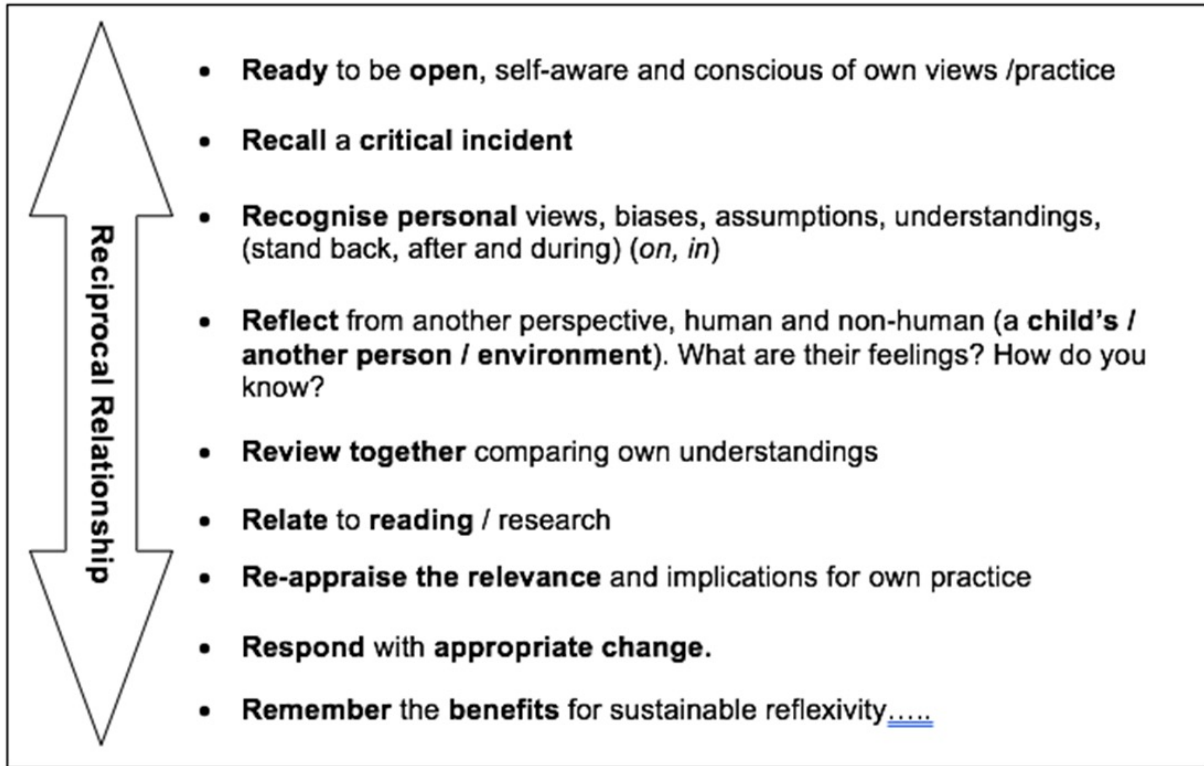 Reciprocal Relationship
• Ready to be open, self-aware and conscious of own views /practice
• Recall a critical incident
• Recognise personal views, biases, assumptions, understandings,
(stand back, after and during) (on, in)
• Reflect from another perspective, human and non-human (a child's /
another person / environment). What are their feelings? How do you
know?
• Review together comparing own understandings
• Relate to reading / research
• Re-appraise the relevance and implications for own practice
• Respond with appropriate change.
• Remember the benefits for sustainable reflexivity.....